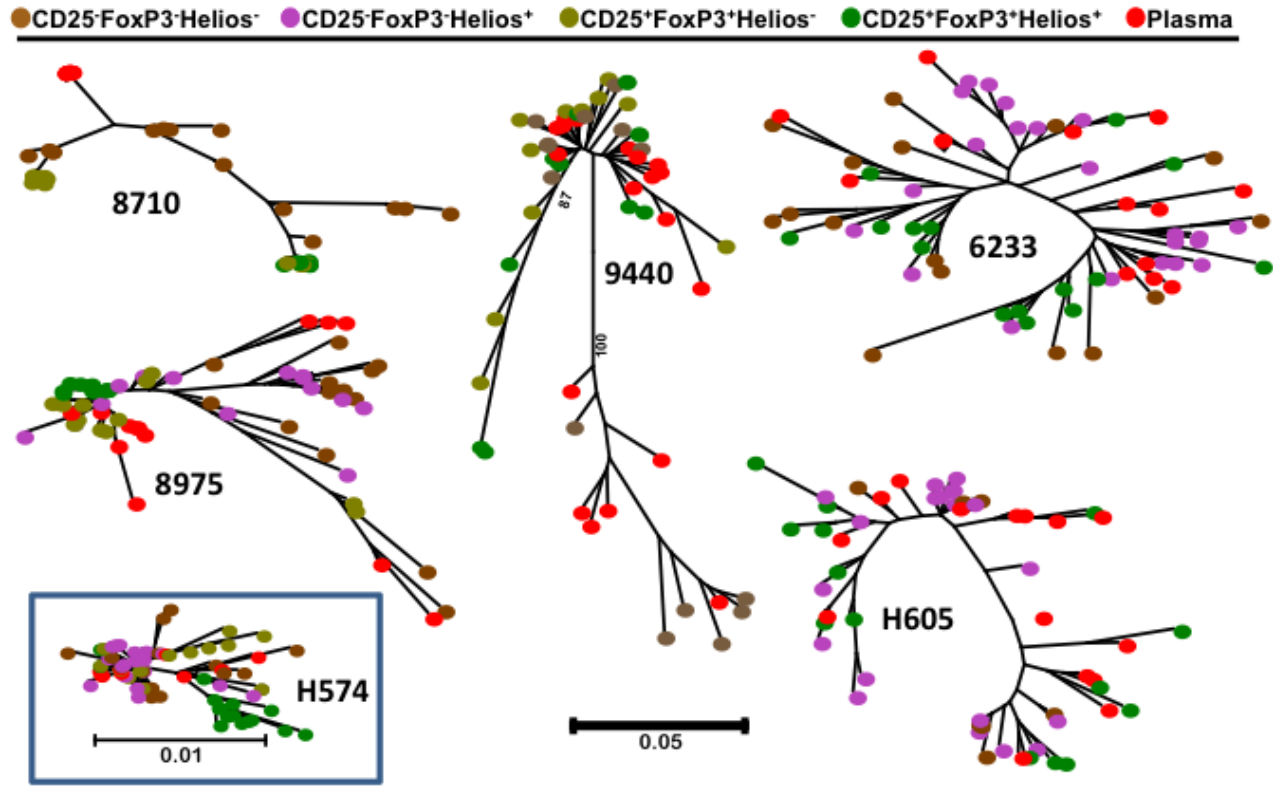 CD25⁻FoxP3⁻Helios⁻ CD25⁻FoxP3⁻Helios⁺ CD25⁺FoxP3⁺Helios⁻ CD25⁺FoxP3⁺Helios⁺ Plasma
8710
87
9440
6233
100
8975
H605
H574
0.01
0.05